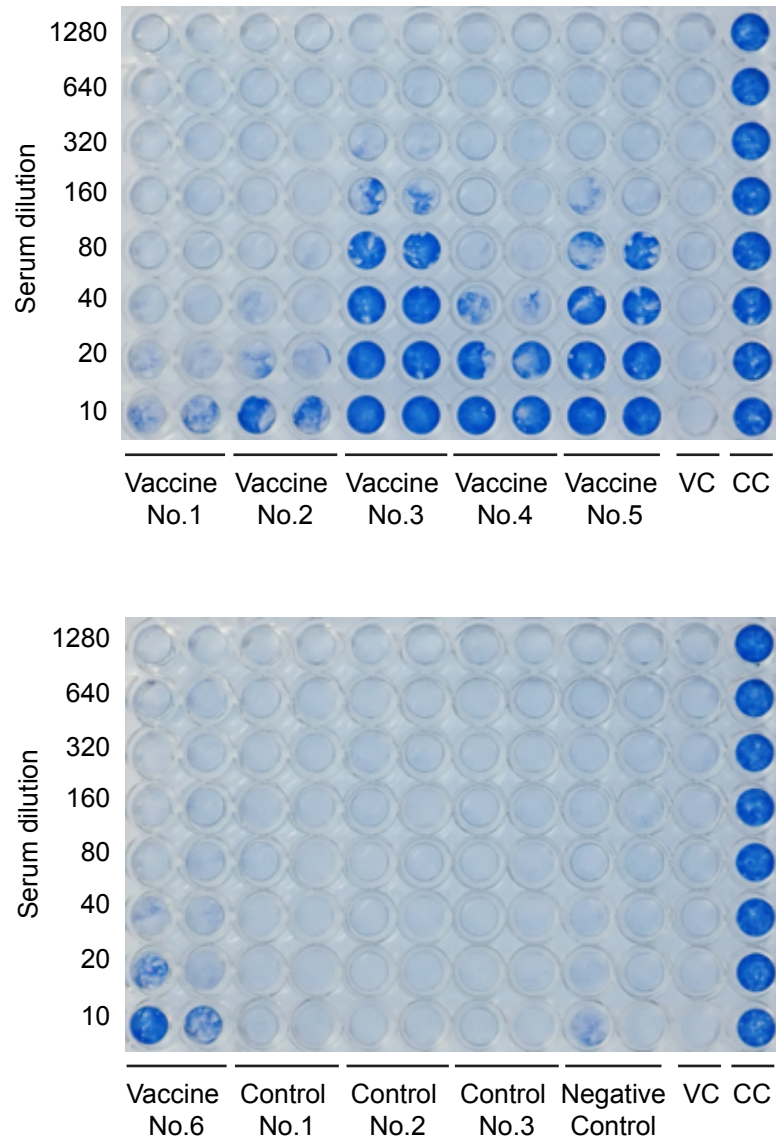 Serum dilution
1280
640
320
160
80
40
20
10
Vaccine No.1
Vaccine No.2
Vaccine No.3
Vaccine No.4
Vaccine No.5
VC
CC
Serum dilution
1280
640
320
160
80
40
20
10
Vaccine No.6
Control No.1
Control No.2
Control No.3
Negative Control
VC
CC